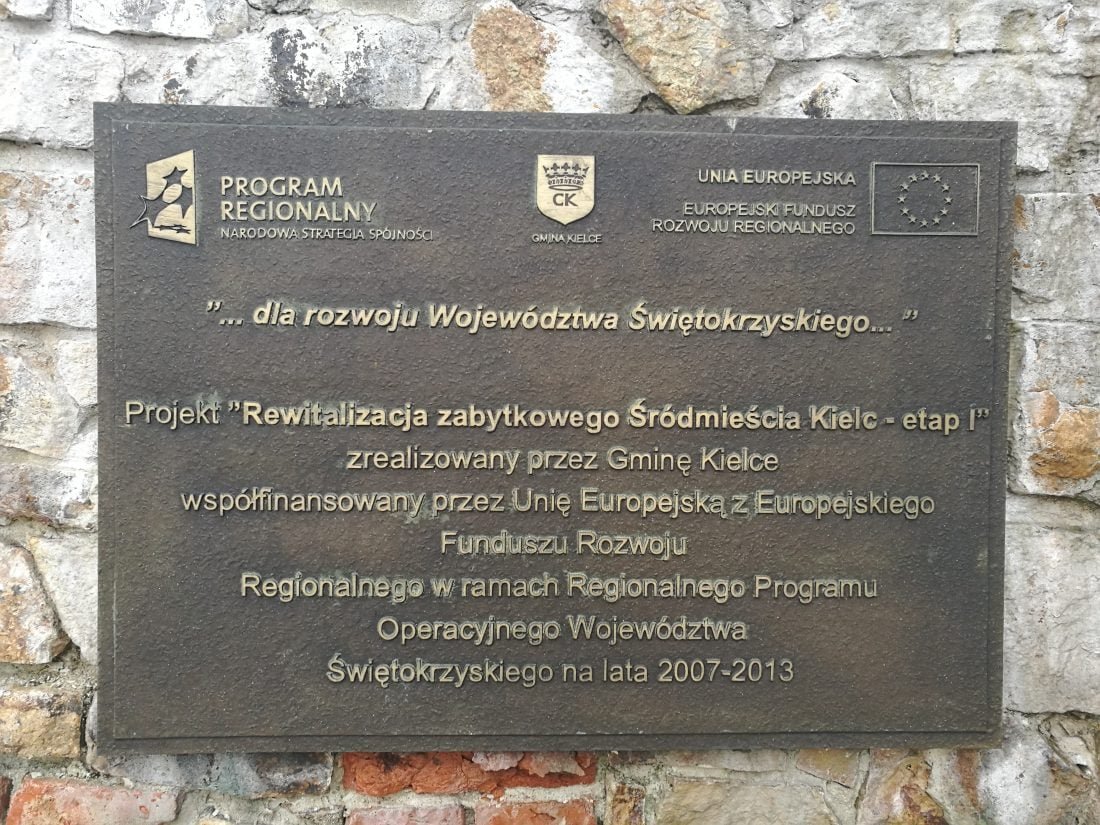 PROGRAM
REGIONALNY
NARODOWA STRATEGIA SPÓJNOŚCI
CK
GMINA KIELCE
UNIA EUROPEJSKA
EUROPEJSKI FUNDUSZ
ROZWOJU REGIONALNEGO
”... dla rozwoju Województwa Świętokrzyskiego... ”
Projekt ”Rewitalizacja zabytkowego Śródmieścia Kielc - etap I”
zrealizowany przez Gminę Kielce
współfinansowany przez Unię Europejską z Europejskiego
Funduszu Rozwoju
Regionalnego w ramach Regionalnego Programu
Operacyjnego Województwa
Świętokrzyskiego na lata 2007-2013